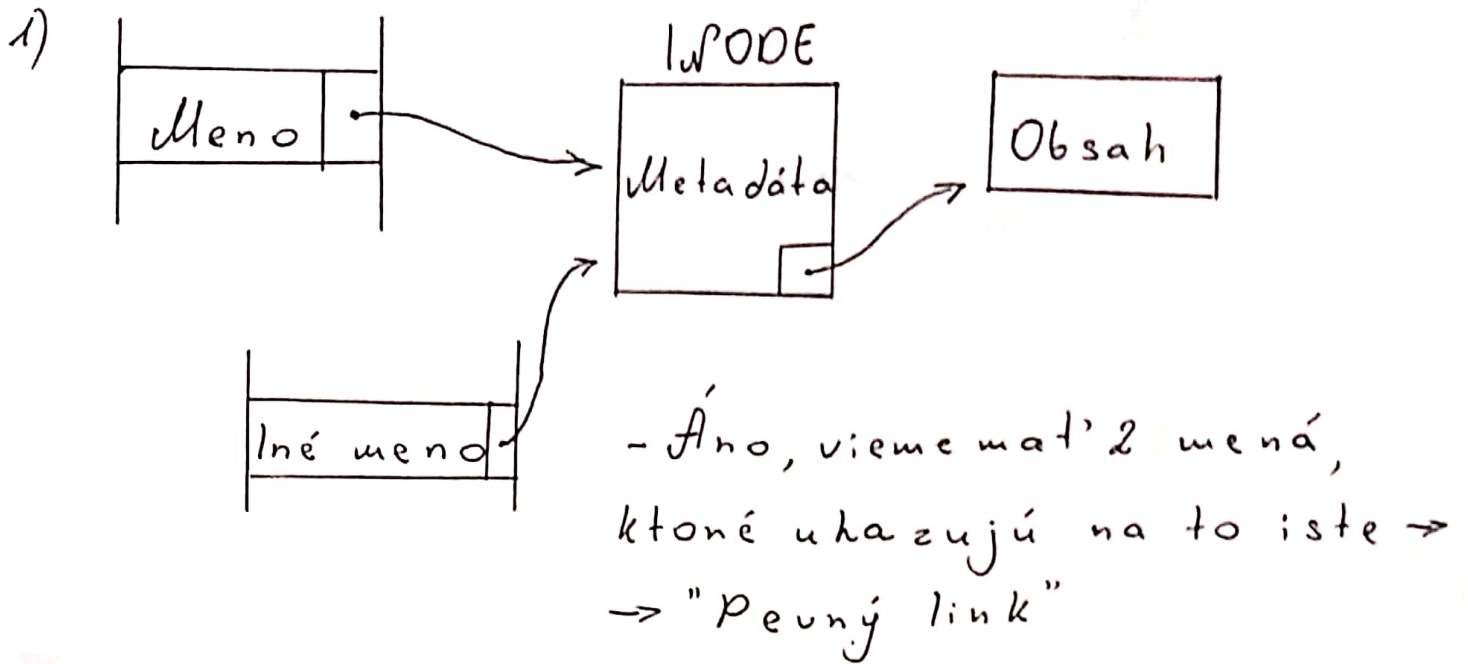 1)
INODE
Meno
Obsah
Metadáta
Iné meno
- Áno, vieme mať 2 mená,
ktoré ukazujú na to iste →
→ "Pevný link"